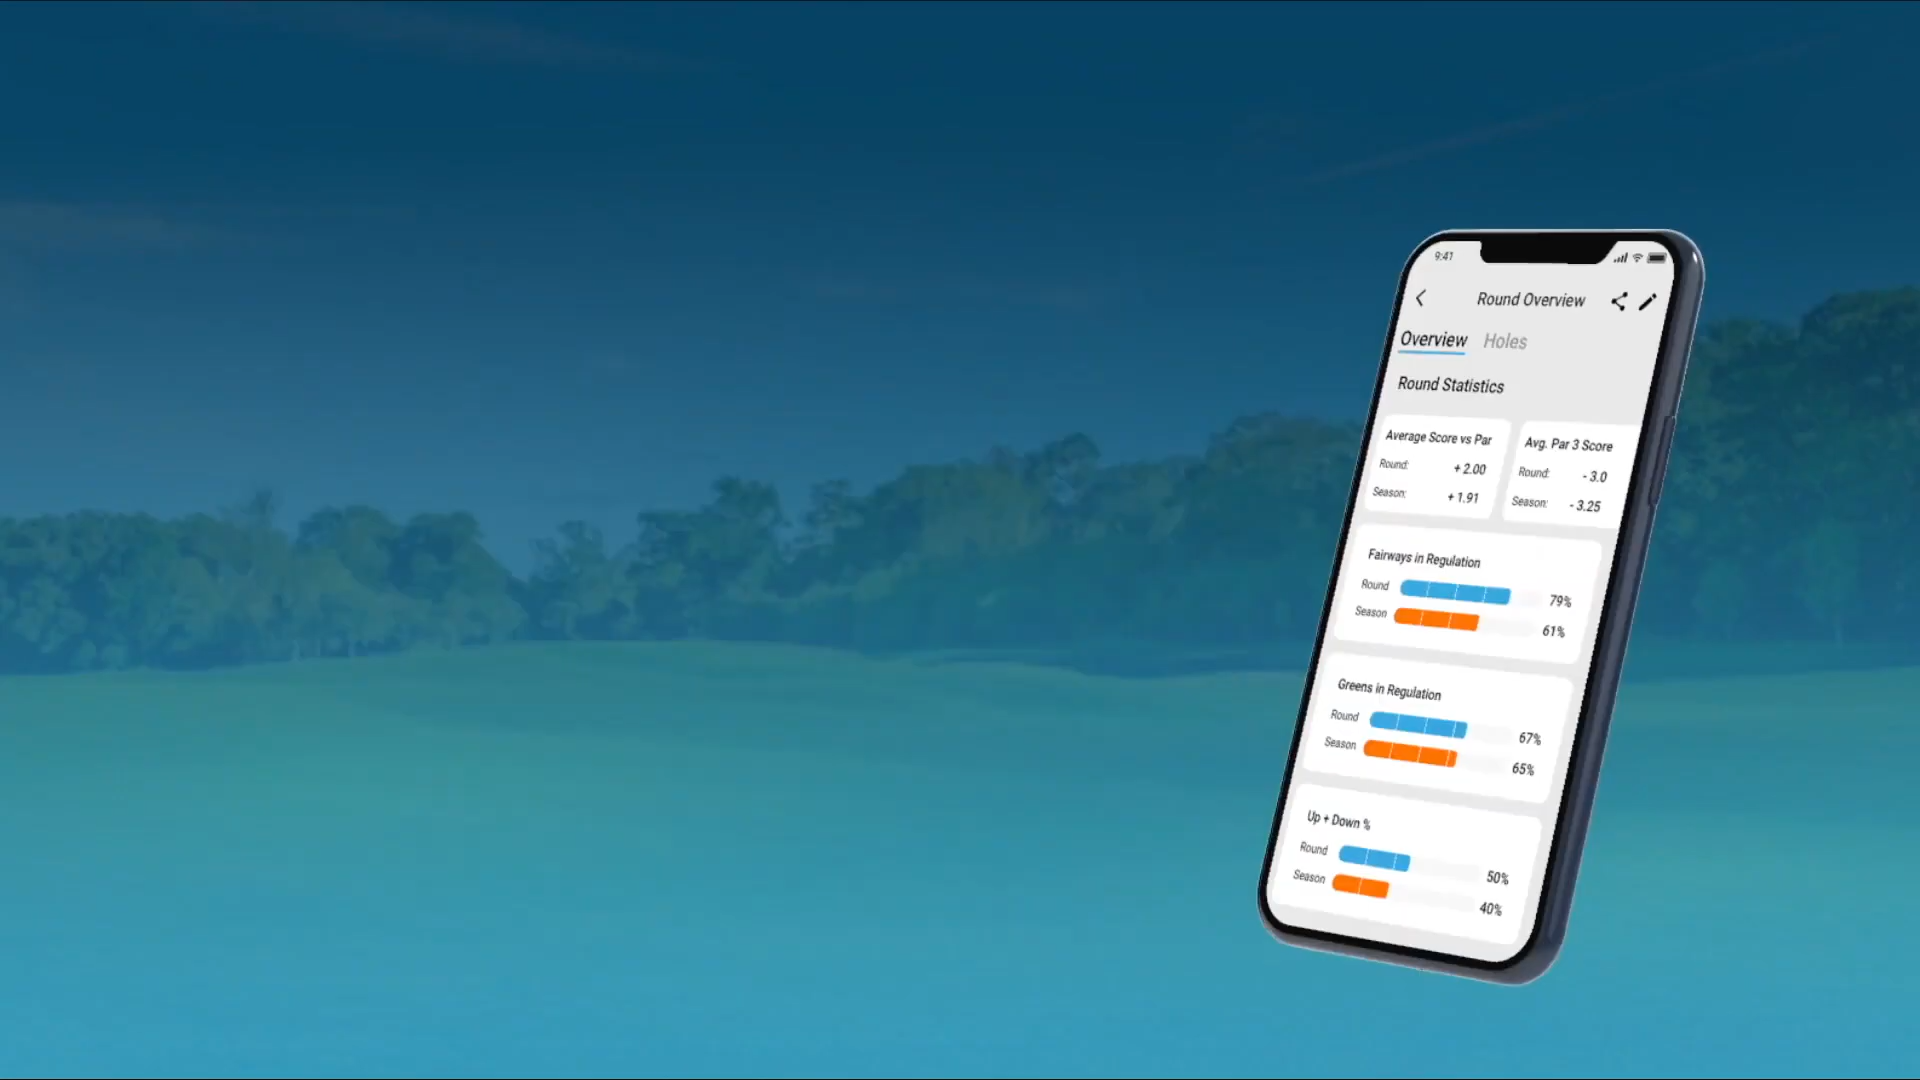 9:41
Round Overview
Overview Holes
Round Statistics
Average Score vs Par
Round: + 2.00
Season: + 1.91
Avg. Par 3 Score
Round: - 3.0
Season: - 3.25
Fairways in Regulation
Round 79%
Season 61%
Greens in Regulation
Round 67%
Season 65%
Up + Down %
Round 50%
Season 40%